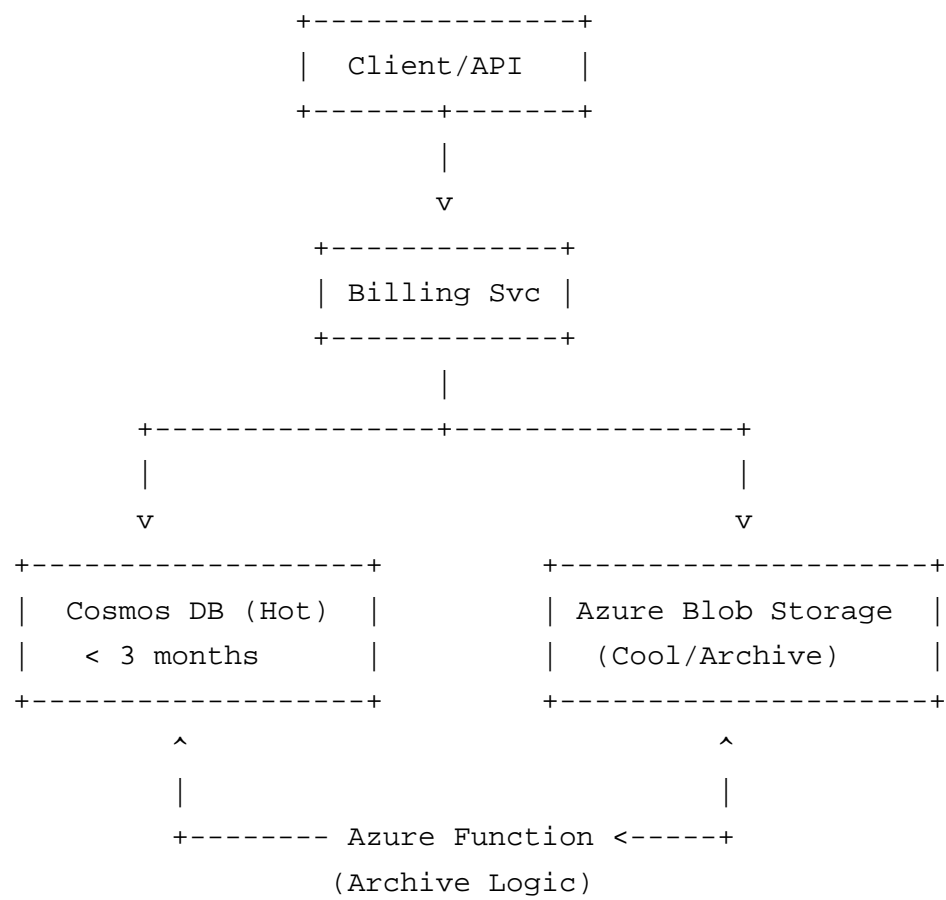 Client/API
Billing Svc
Cosmos DB (Hot)    Azure Blob Storage
< 3 months    (Cool/Archive)
Azure Function
(Archive Logic)